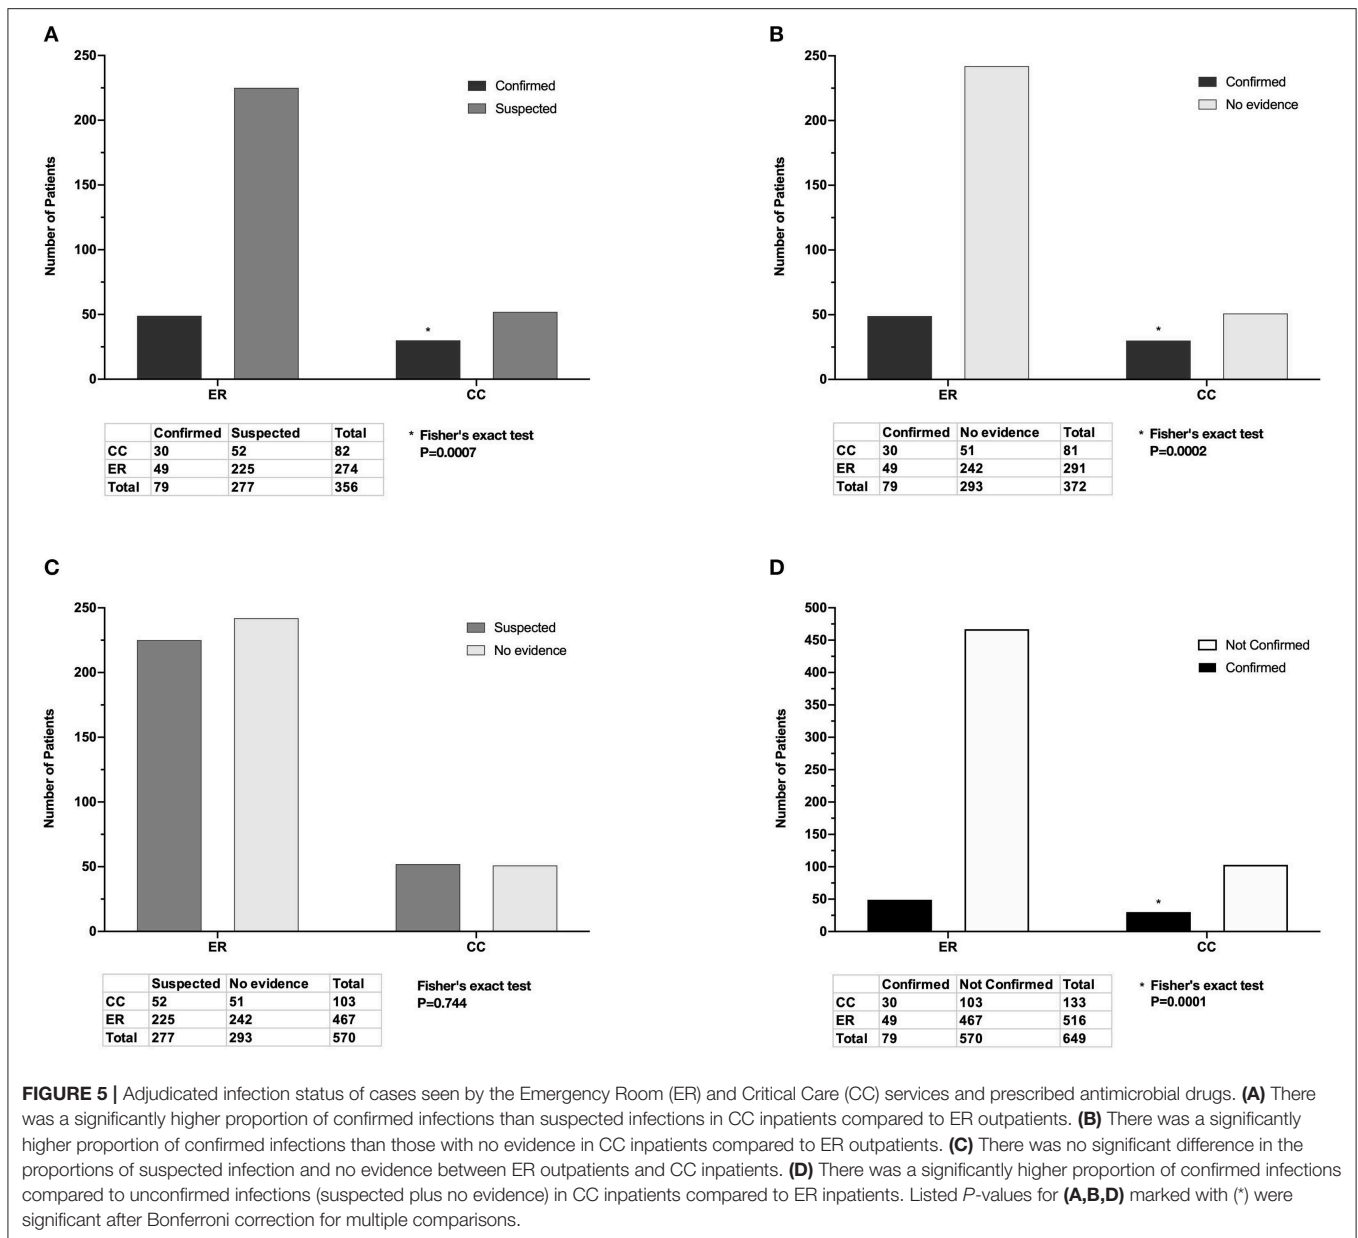 A
250
200
150
100
50
0
Number of Patients
Confirmed
Suspected
*
ER
CC
Confirmed Suspected Total
CC 30 52 82
ER 49 225 274
Total 79 277 356
* Fisher's exact test
P=0.0007
B
250
200
150
100
50
0
Number of Patients
Confirmed
No evidence
*
ER
CC
Confirmed No evidence Total
CC 30 51 81
ER 49 242 291
Total 79 293 372
* Fisher's exact test
P=0.0002
C
250
200
150
100
50
0
Number of Patients
Suspected
No evidence
ER
CC
Suspected No evidence Total
CC 52 51 103
ER 225 242 467
Total 277 293 570
Fisher's exact test
P=0.744
D
500
450
400
350
300
250
200
150
100
50
0
Number of Patients
Not Confirmed
Confirmed
*
ER
CC
Confirmed Not Confirmed Total
CC 30 103 133
ER 49 467 516
Total 79 570 649
* Fisher's exact test
P=0.0001
FIGURE 5 | Adjudicated infection status of cases seen by the Emergency Room (ER) and Critical Care (CC) services and prescribed antimicrobial drugs. (A) There
was a significantly higher proportion of confirmed infections than suspected infections in CC inpatients compared to ER outpatients. (B) There was a significantly
higher proportion of confirmed infections than those with no evidence in CC inpatients compared to ER outpatients. (C) There was no significant difference in the
proportions of suspected infection and no evidence between ER outpatients and CC inpatients. (D) There was a significantly higher proportion of confirmed infections
compared to unconfirmed infections (suspected plus no evidence) in CC inpatients compared to ER inpatients. Listed P-values for (A,B,D) marked with (*) were
significant after Bonferroni correction for multiple comparisons.